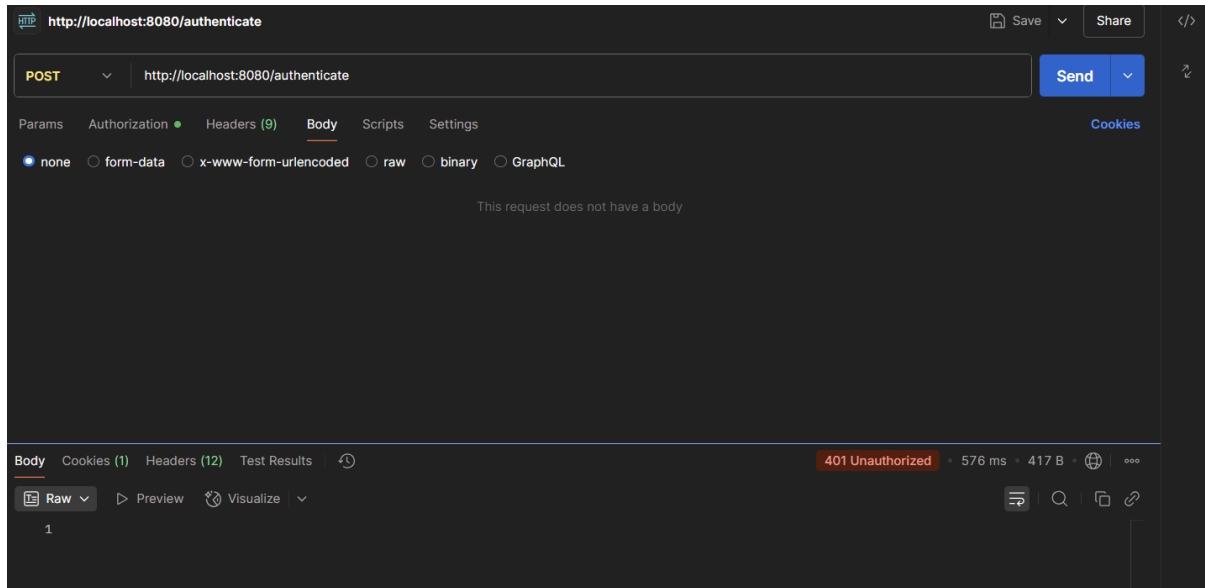 HTTP http://localhost:8080/authenticate Save Share </>
POST http://localhost:8080/authenticate Send
Params Authorization Headers (9) Body Scripts Settings Cookies
none form-data x-www-form-urlencoded raw binary GraphQL
This request does not have a body
Body Cookies (1) Headers (12) Test Results 401 Unauthorized • 576 ms • 417 B
Raw Preview Visualize
1